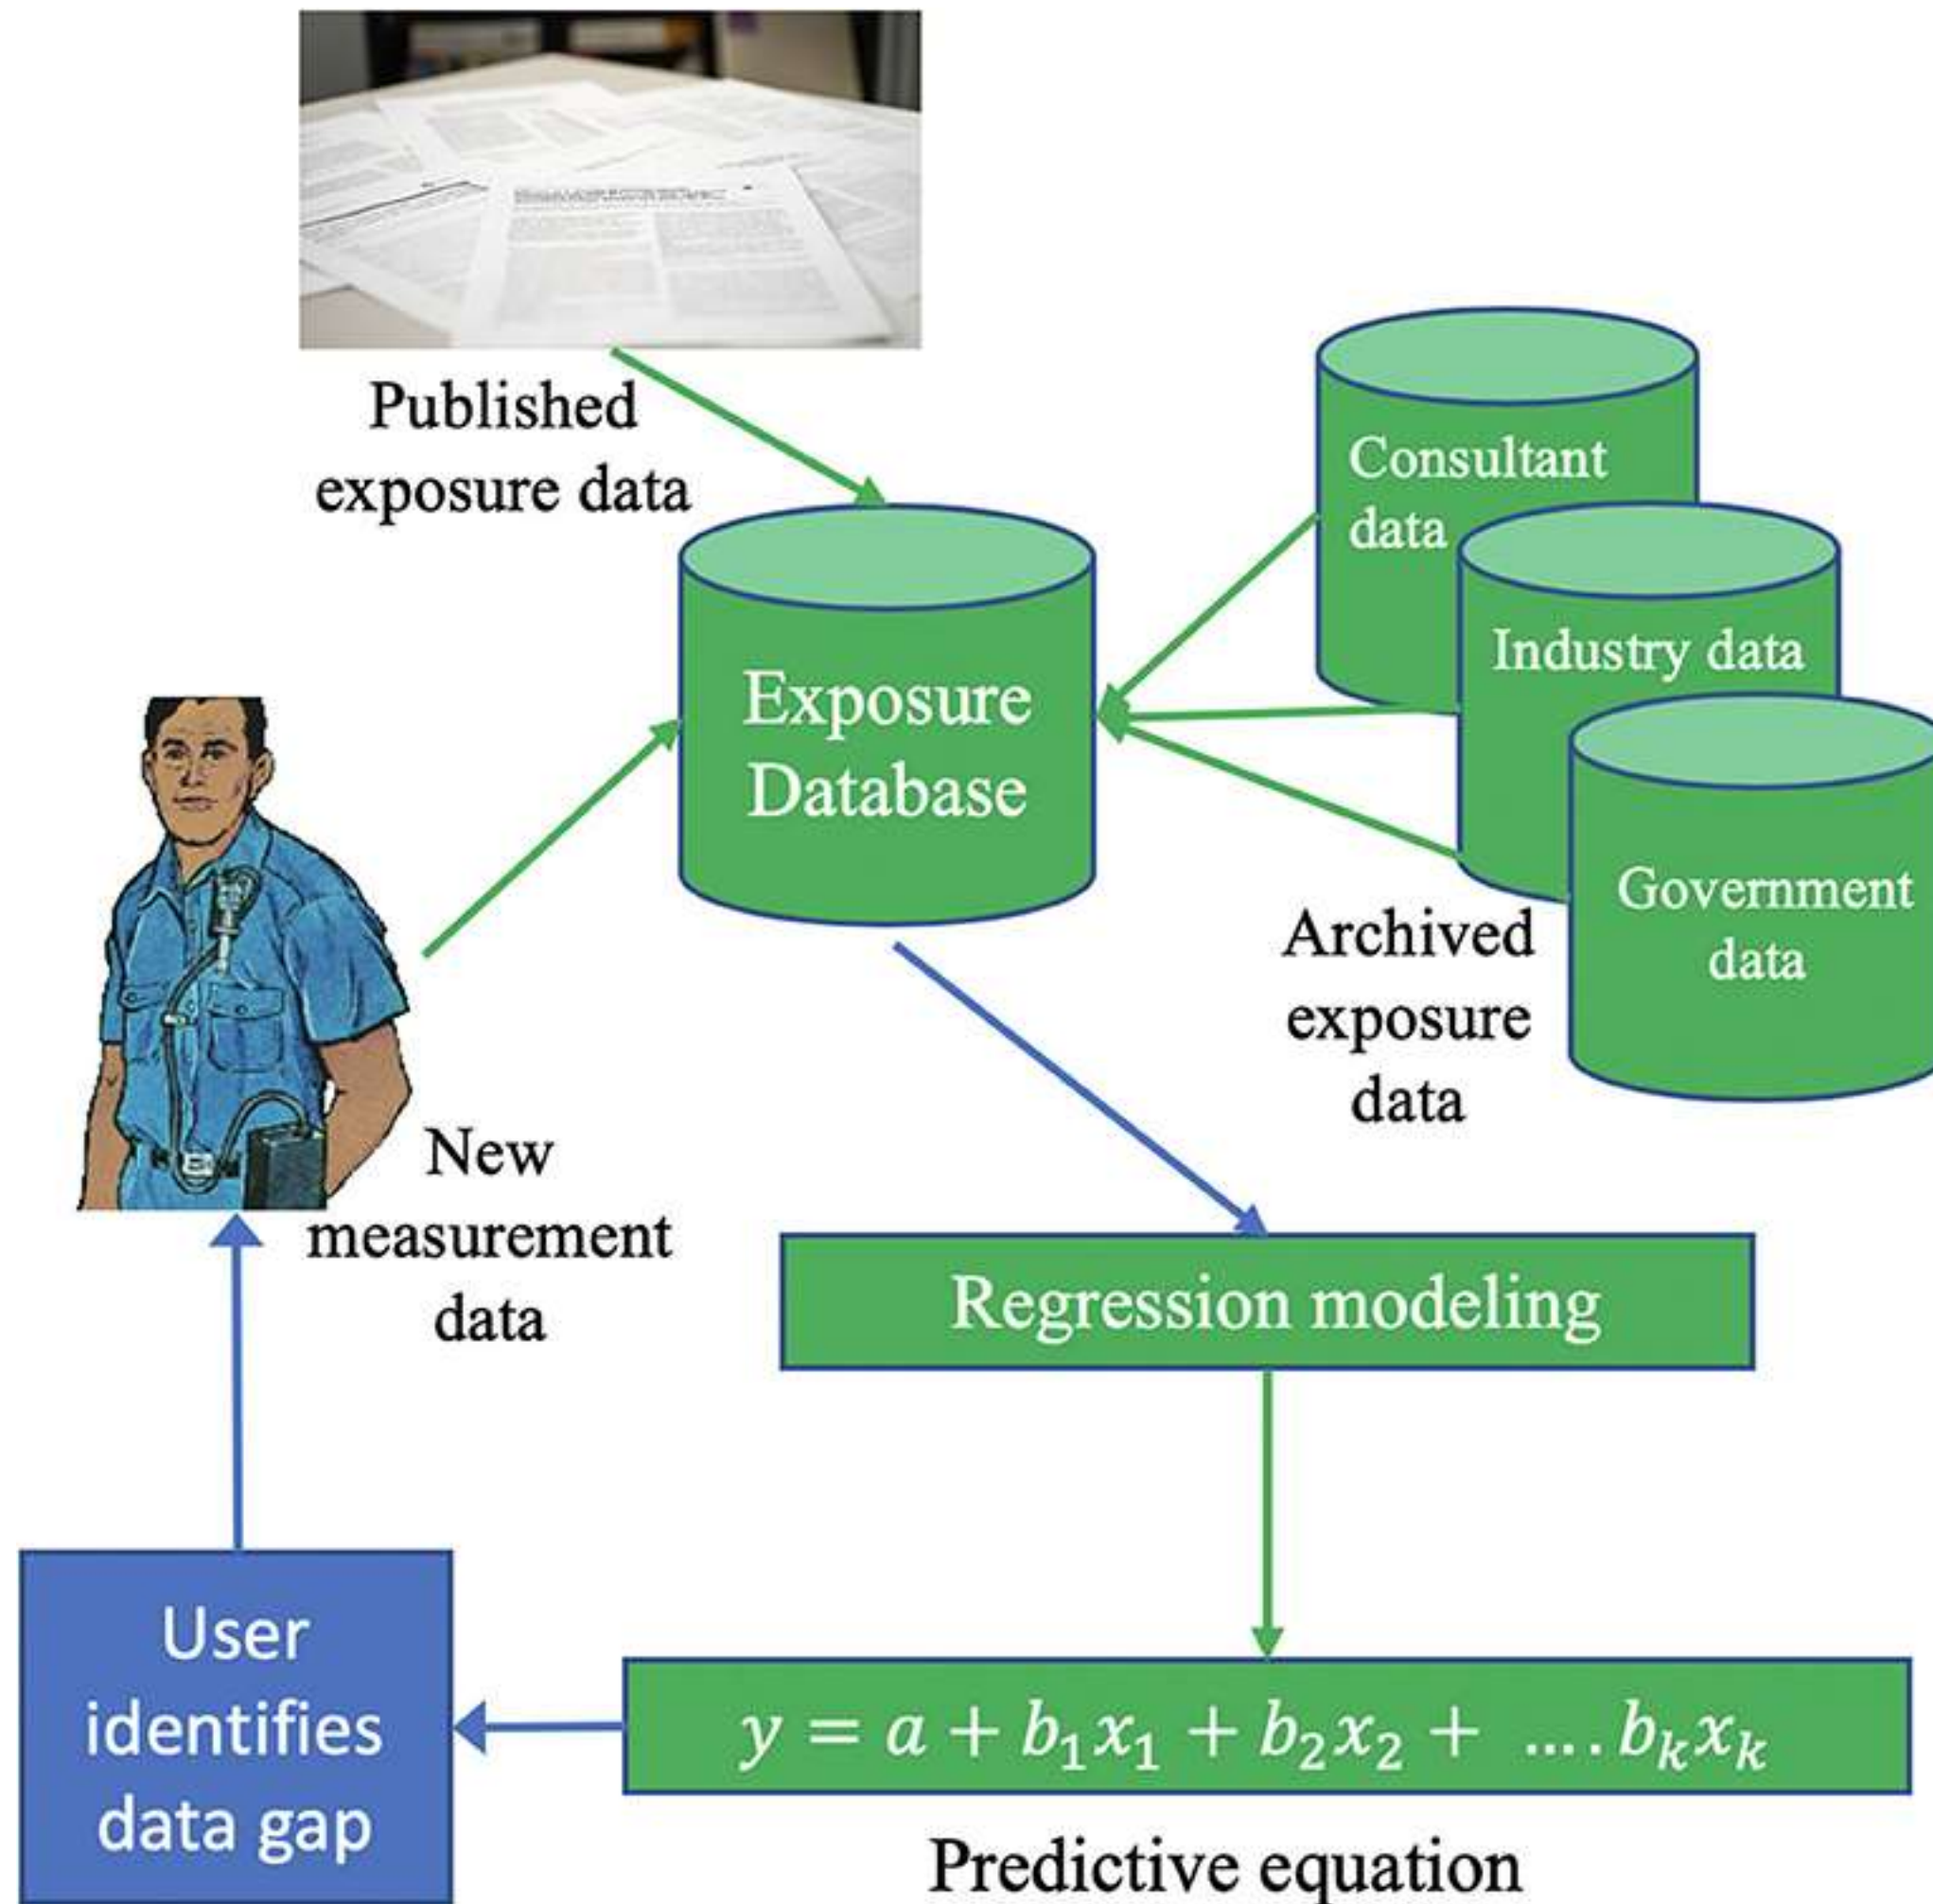 Published
exposure data
Consultant
data
Industry data
Government
data
Archived
exposure
data
Exposure
Database
New
measurement
data
Regression modeling
User
identifies
data gap
y = a + b₁x₁ + b₂x₂ + .... bₖxₖ
Predictive equation